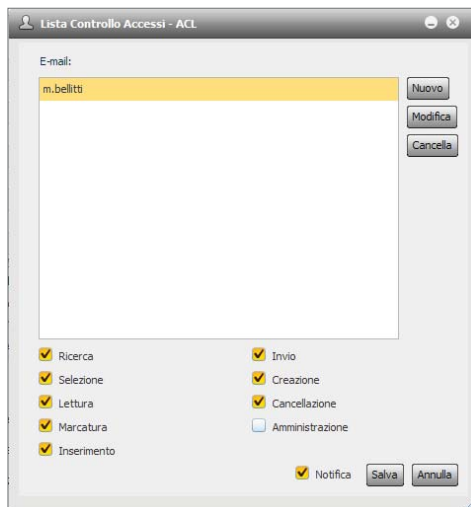 Lista Controllo Accessi - ACL
E-mail:
m.bellitti
Nuovo
Modifica
Cancella
Ricerca
Invio
Selezione
Creazione
Lettura
Cancellazione
Marcatura
Amministrazione
Inserimento
Notifica
Salva
Annulla